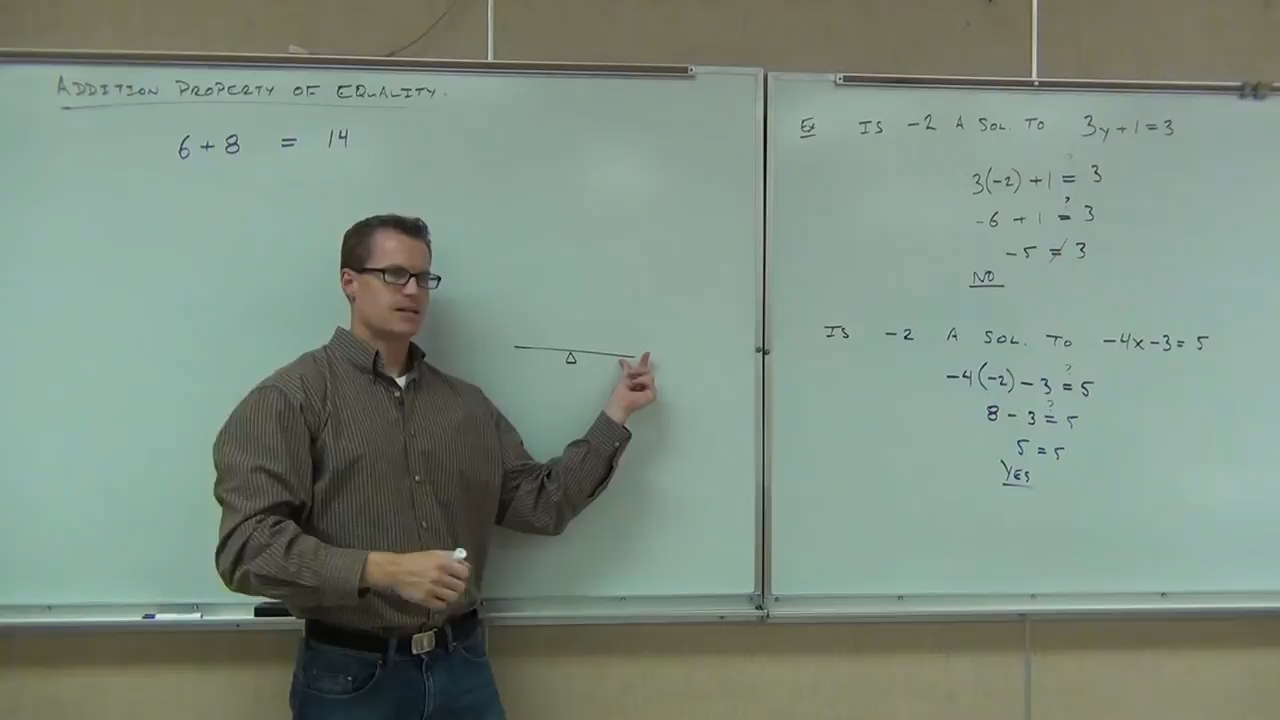 ADDITION PROPERTY OF EQUALITY.
6 + 8 = 14
Ex IS -2 A SOL. TO 3y + 1 = 3
3(-2) + 1 ≟ 3
-6 + 1 ≟ 3
-5 ≠ 3
NO
IS -2 A SOL. TO -4x - 3 = 5
-4(-2) - 3 ≟ 5
8 - 3 ≟ 5
5 = 5
YES